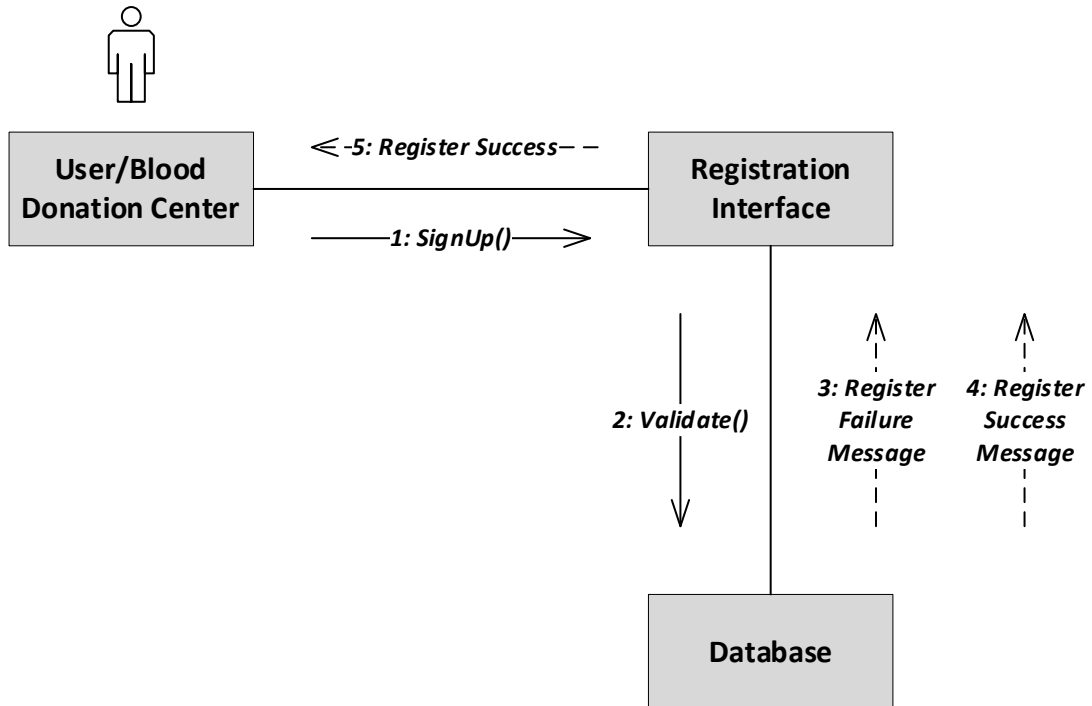 5: Register Success
User/Blood
Donation Center
Registration
Interface
1: SignUp()
2: Validate()
3: Register
Failure
Message
4: Register
Success
Message
Database